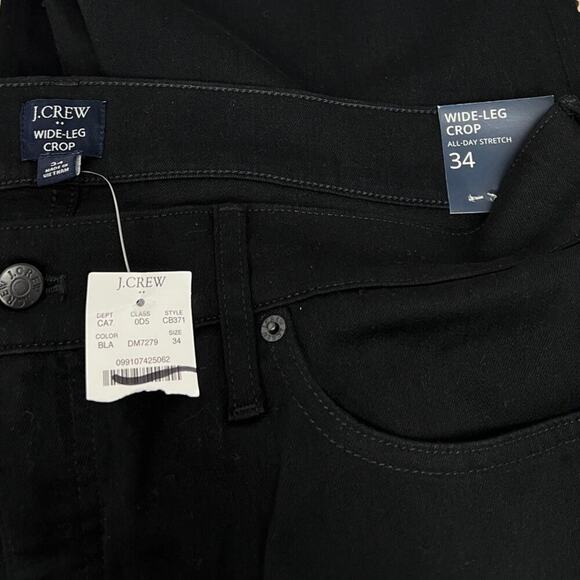 J.CREW
WIDE-LEG
CROP
34
MADE IN
VIETNAM
WIDE-LEG
CROP
ALL-DAY STRETCH
34
J.CREW
J.CREW
DEPT CLASS STYLE
CA7 0D5 CB371
COLOR SIZE
BLA DM7279 34
099107425062